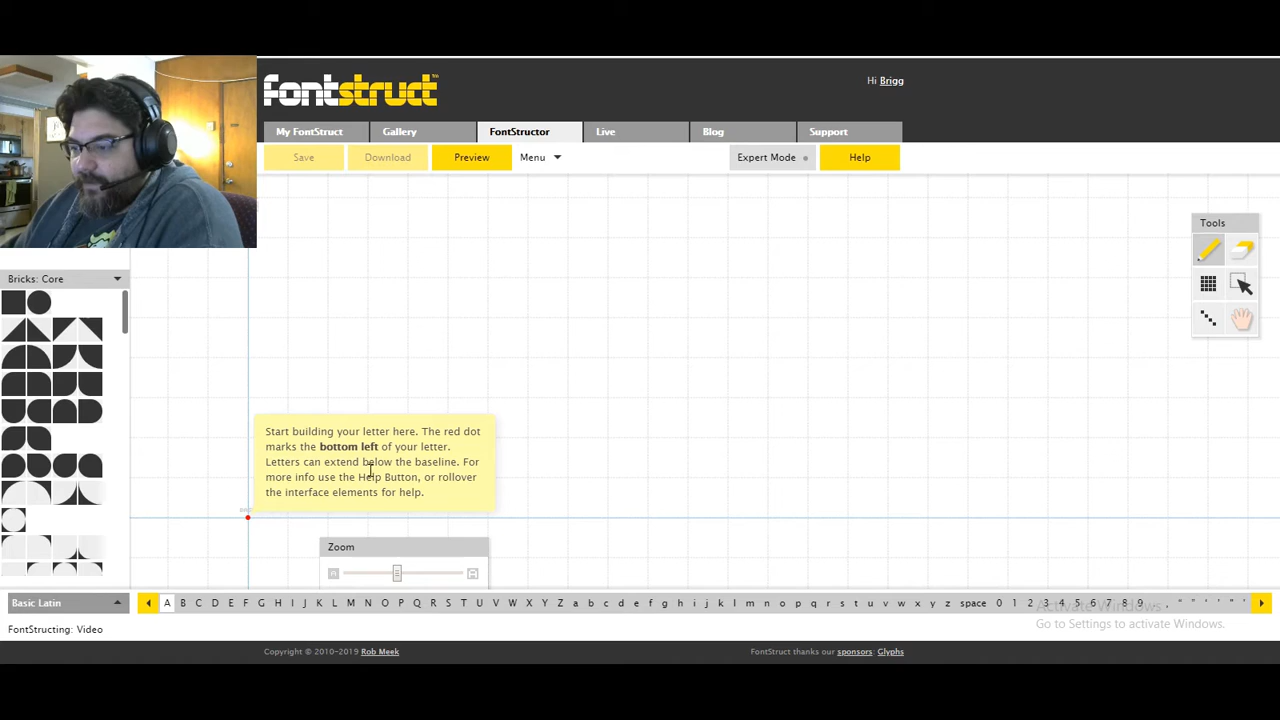 fontstruct™
Hi Brigg
My FontStruct Gallery FontStructor Live Blog Support
Save Download Preview Menu Expert Mode Help
Tools
Bricks: Core
Start building your letter here. The red dot
marks the bottom left of your letter.
Letters can extend below the baseline. For
more info use the Help Button, or rollover
the interface elements for help.
Zoom
Basic Latin A B C D E F G H I J K L M N O P Q R S T U V W X Y Z a b c d e f g h i j k l m n o p q r s t u v w x y z space 0 1 2 3 4 5 6 7 8 9 . , " " ' " '
Activate Windows
Go to Settings to activate Windows.
FontStructing: Video
Copyright © 2010-2019 Rob Meek FontStruct thanks our sponsors: Glyphs